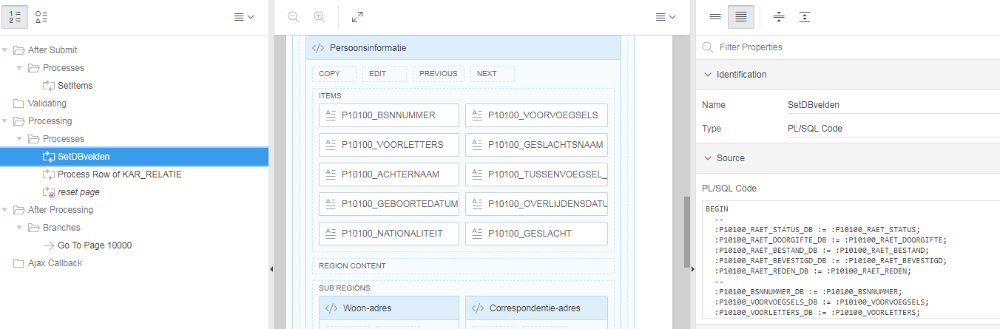 After Submit
Processes
SetItems
Validating
Processing
Processes
SetDBvelden
Process Row of KAR_RELATIE
reset page
After Processing
Branches
Go To Page 10000
Ajax Callback
Persoonsinformatie
COPY EDIT PREVIOUS NEXT
ITEMS
P10100_BSNNUMMER P10100_VOORVOEGSELS
P10100_VOORLETTERS P10100_GESLACHTSNAAM
P10100_ACHTERNAAM P10100_TUSSENVOEGSEL_
P10100_GEBOORTEDATUM P10100_OVERLIJDENSDATU
P10100_NATIONALITEIT P10100_GESLACHT
REGION CONTENT
SUB REGIONS
Woon-adres Correspondentie-adres
Filter Properties
Identification
Name SetDBvelden
Type PL/SQL Code
Source
PL/SQL Code
BEGIN
--
:P10100_RAET_STATUS_DB := :P10100_RAET_STATUS;
:P10100_RAET_DOORGIFTE_DB := :P10100_RAET_DOORGIFTE;
:P10100_RAET_BESTAND_DB := :P10100_RAET_BESTAND;
:P10100_RAET_BEVESTIGD_DB := :P10100_RAET_BEVESTIGD;
:P10100_RAET_REDEN_DB := :P10100_RAET_REDEN;
--
:P10100_BSNNUMMER_DB := :P10100_BSNNUMMER;
:P10100_VOORVOEGSELS_DB := :P10100_VOORVOEGSELS;
:P10100_VOORLETTERS_DB := :P10100_VOORLETTERS;